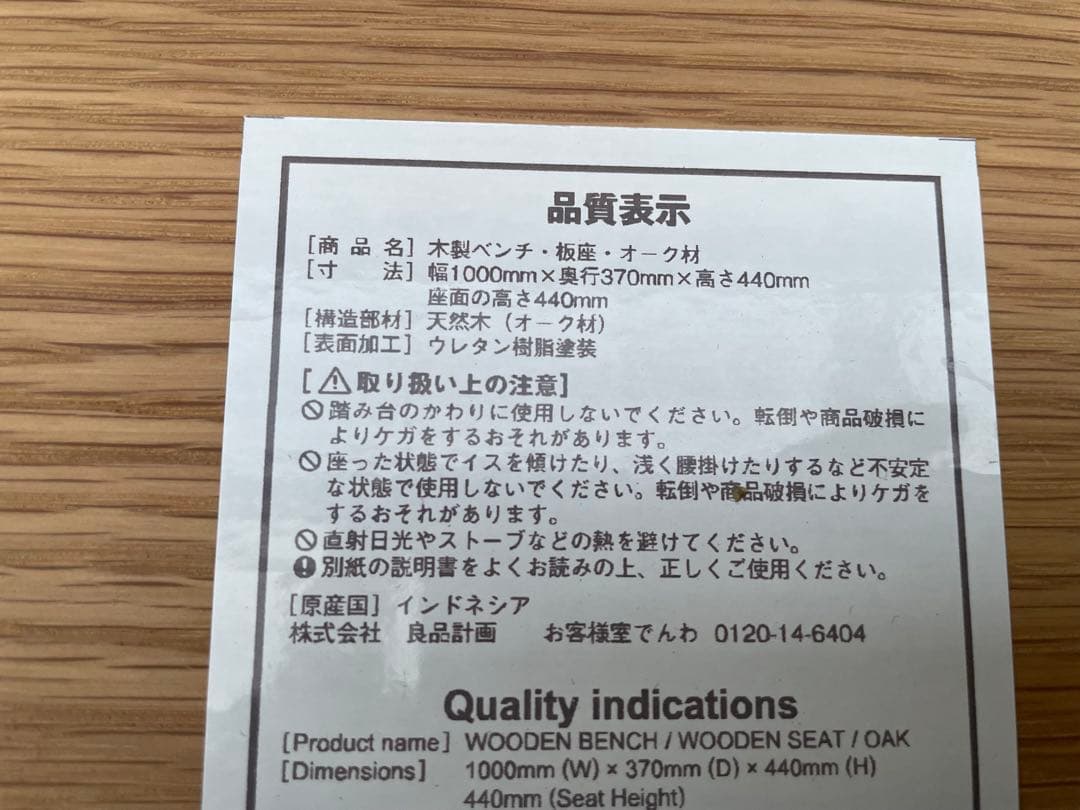 品質表示
[商 品 名] 木製ベンチ・板座・オーク材
[寸 法] 幅1000mm×奥行370mm×高さ440mm
座面の高さ440mm
[構造部材] 天然木(オーク材)
[表面加工] ウレタン樹脂塗装
[⚠取り扱い上の注意]
🚫踏み台のかわりに使用しないでください。転倒や商品破損に
よりケガをするおそれがあります。
🚫座った状態でイスを傾けたり、浅く腰掛けたりするなど不安定
な状態で使用しないでください。転倒や商品破損によりケガを
するおそれがあります。
🚫直射日光やストーブなどの熱を避けてください。
❗別紙の説明書をよくお読みの上、正しくご使用ください。
[原産国] インドネシア
株式会社 良品計画 お客様室でんわ 0120-14-6404
Quality indications
[Product name] WOODEN BENCH / WOODEN SEAT / OAK
[Dimensions] 1000mm (W) × 370mm (D) × 440mm (H)
440mm (Seat Height)